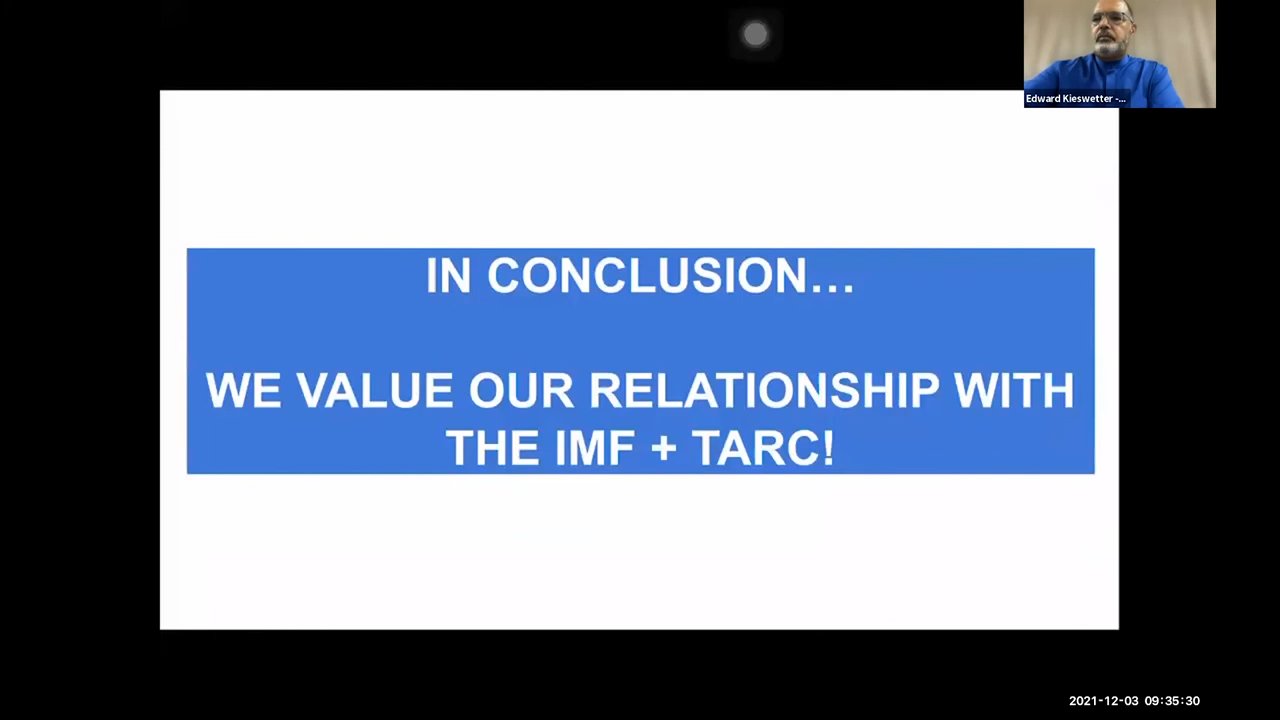 Edward Kieswetter -...
IN CONCLUSION...
WE VALUE OUR RELATIONSHIP WITH
THE IMF + TARC!
2021-12-03 09:35:30